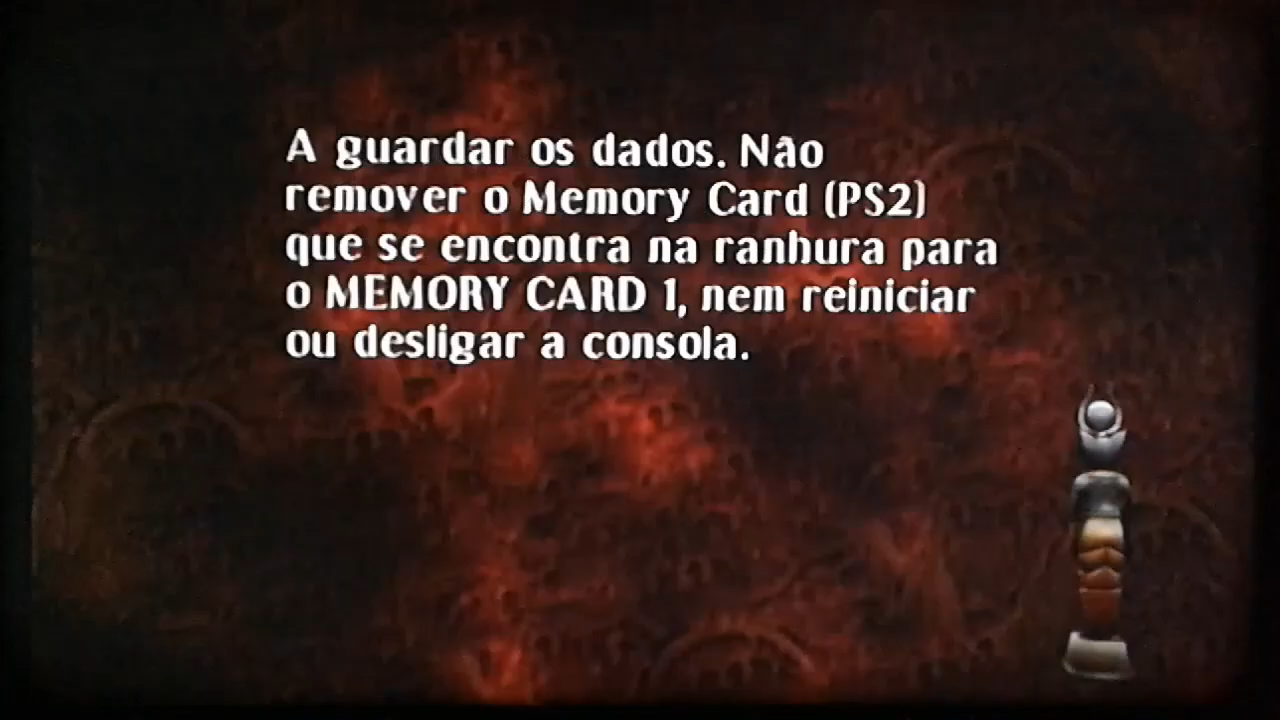 A guardar os dados. Não
remover o Memory Card (PS2)
que se encontra na ranhura para
o MEMORY CARD 1, nem reiniciar
ou desligar a consola.